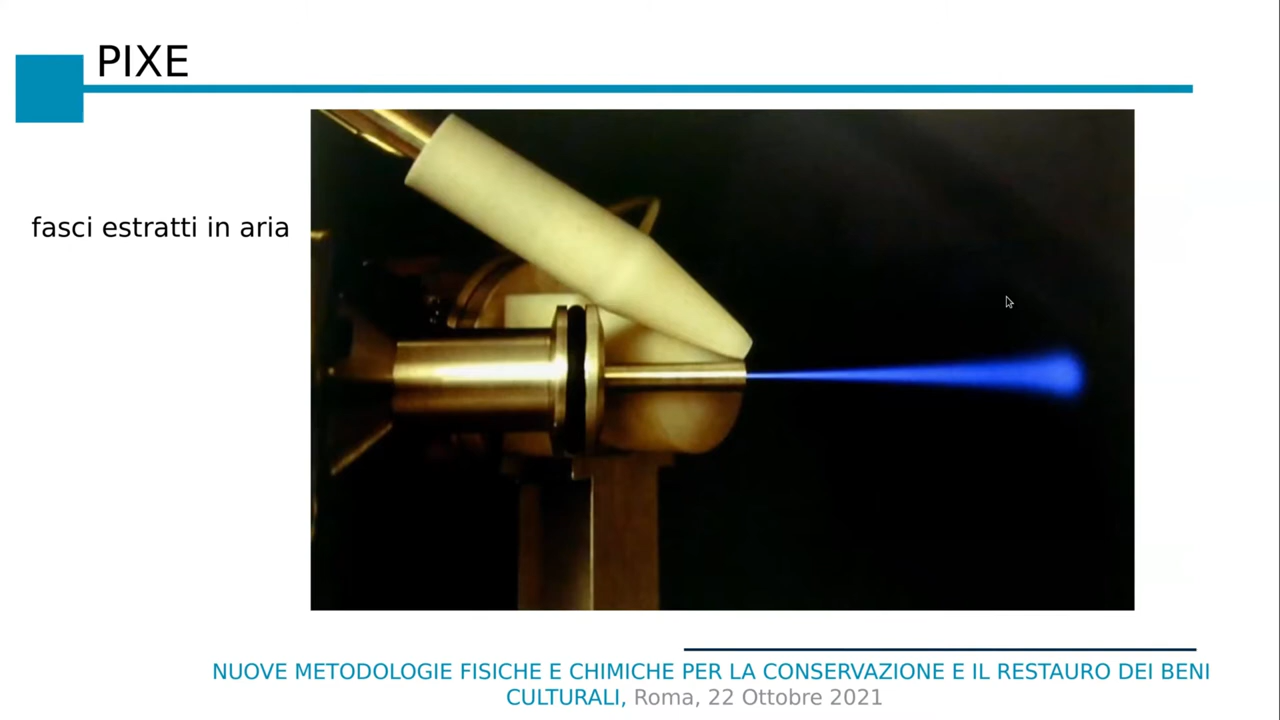 PIXE
fasci estratti in aria
NUOVE METODOLOGIE FISICHE E CHIMICHE PER LA CONSERVAZIONE E IL RESTAURO DEI BENI
CULTURALI, Roma, 22 Ottobre 2021